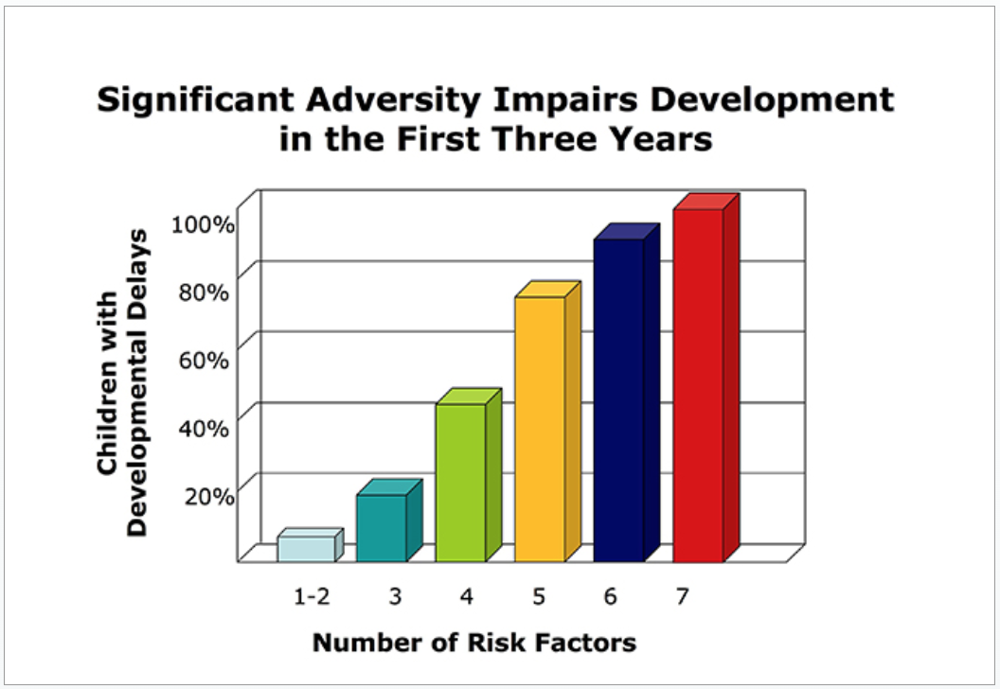 Significant Adversity Impairs Development
in the First Three Years
Children with
Developmental Delays
100%
80%
60%
40%
20%
1-2 3 4 5 6 7
Number of Risk Factors